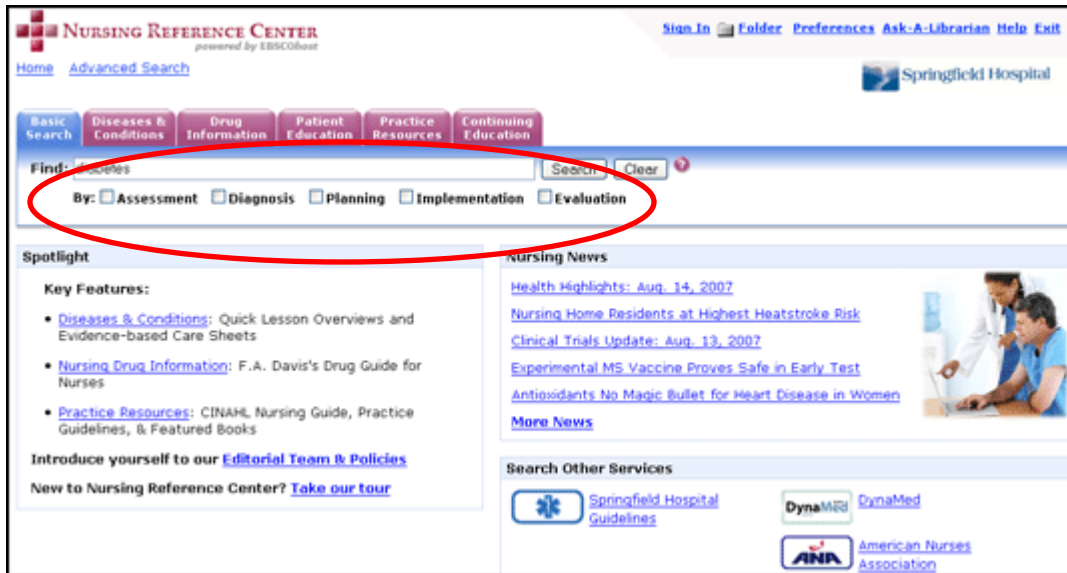 NURSING REFERENCE CENTER
powered by EBSCOhost
Sign In Folder Preferences Ask-A-Librarian Help Exit
Home Advanced Search
Springfield Hospital
Basic Search
Diseases & Conditions
Drug Information
Patient Education
Practice Resources
Continuing Education
Find: diabetes Search Clear ?
By: Assessment Diagnosis Planning Implementation Evaluation
Spotlight
Key Features:
• Diseases & Conditions: Quick Lesson Overviews and
Evidence-based Care Sheets
• Nursing Drug Information: F.A. Davis's Drug Guide for
Nurses
• Practice Resources: CINAHL Nursing Guide, Practice
Guidelines, & Featured Books
Introduce yourself to our Editorial Team & Policies
New to Nursing Reference Center? Take our tour
Nursing News
Health Highlights: Aug. 14, 2007
Nursing Home Residents at Highest Heatstroke Risk
Clinical Trials Update: Aug. 13, 2007
Experimental MS Vaccine Proves Safe in Early Test
Antioxidants No Magic Bullet for Heart Disease in Women
More News
Search Other Services
Springfield Hospital
Guidelines
DynaMed DynaMed
ANA American Nurses
Association